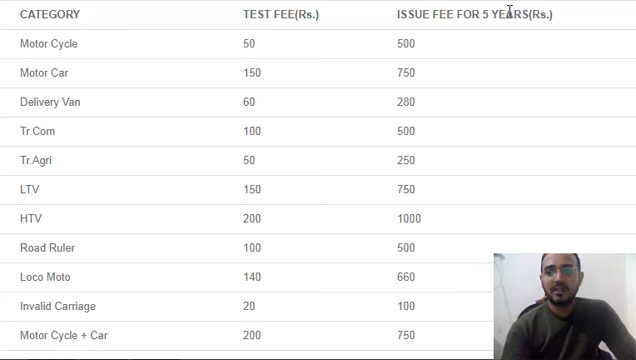 CATEGORY TEST FEE(Rs.) ISSUE FEE FOR 5 YEARS(Rs.)
Motor Cycle 50 500
Motor Car 150 750
Delivery Van 60 280
Tr.Com 100 500
Tr.Agri 50 250
LTV 150 750
HTV 200 1000
Road Ruler 100 500
Loco Moto 140 660
Invalid Carriage 20 100
Motor Cycle + Car 200 750